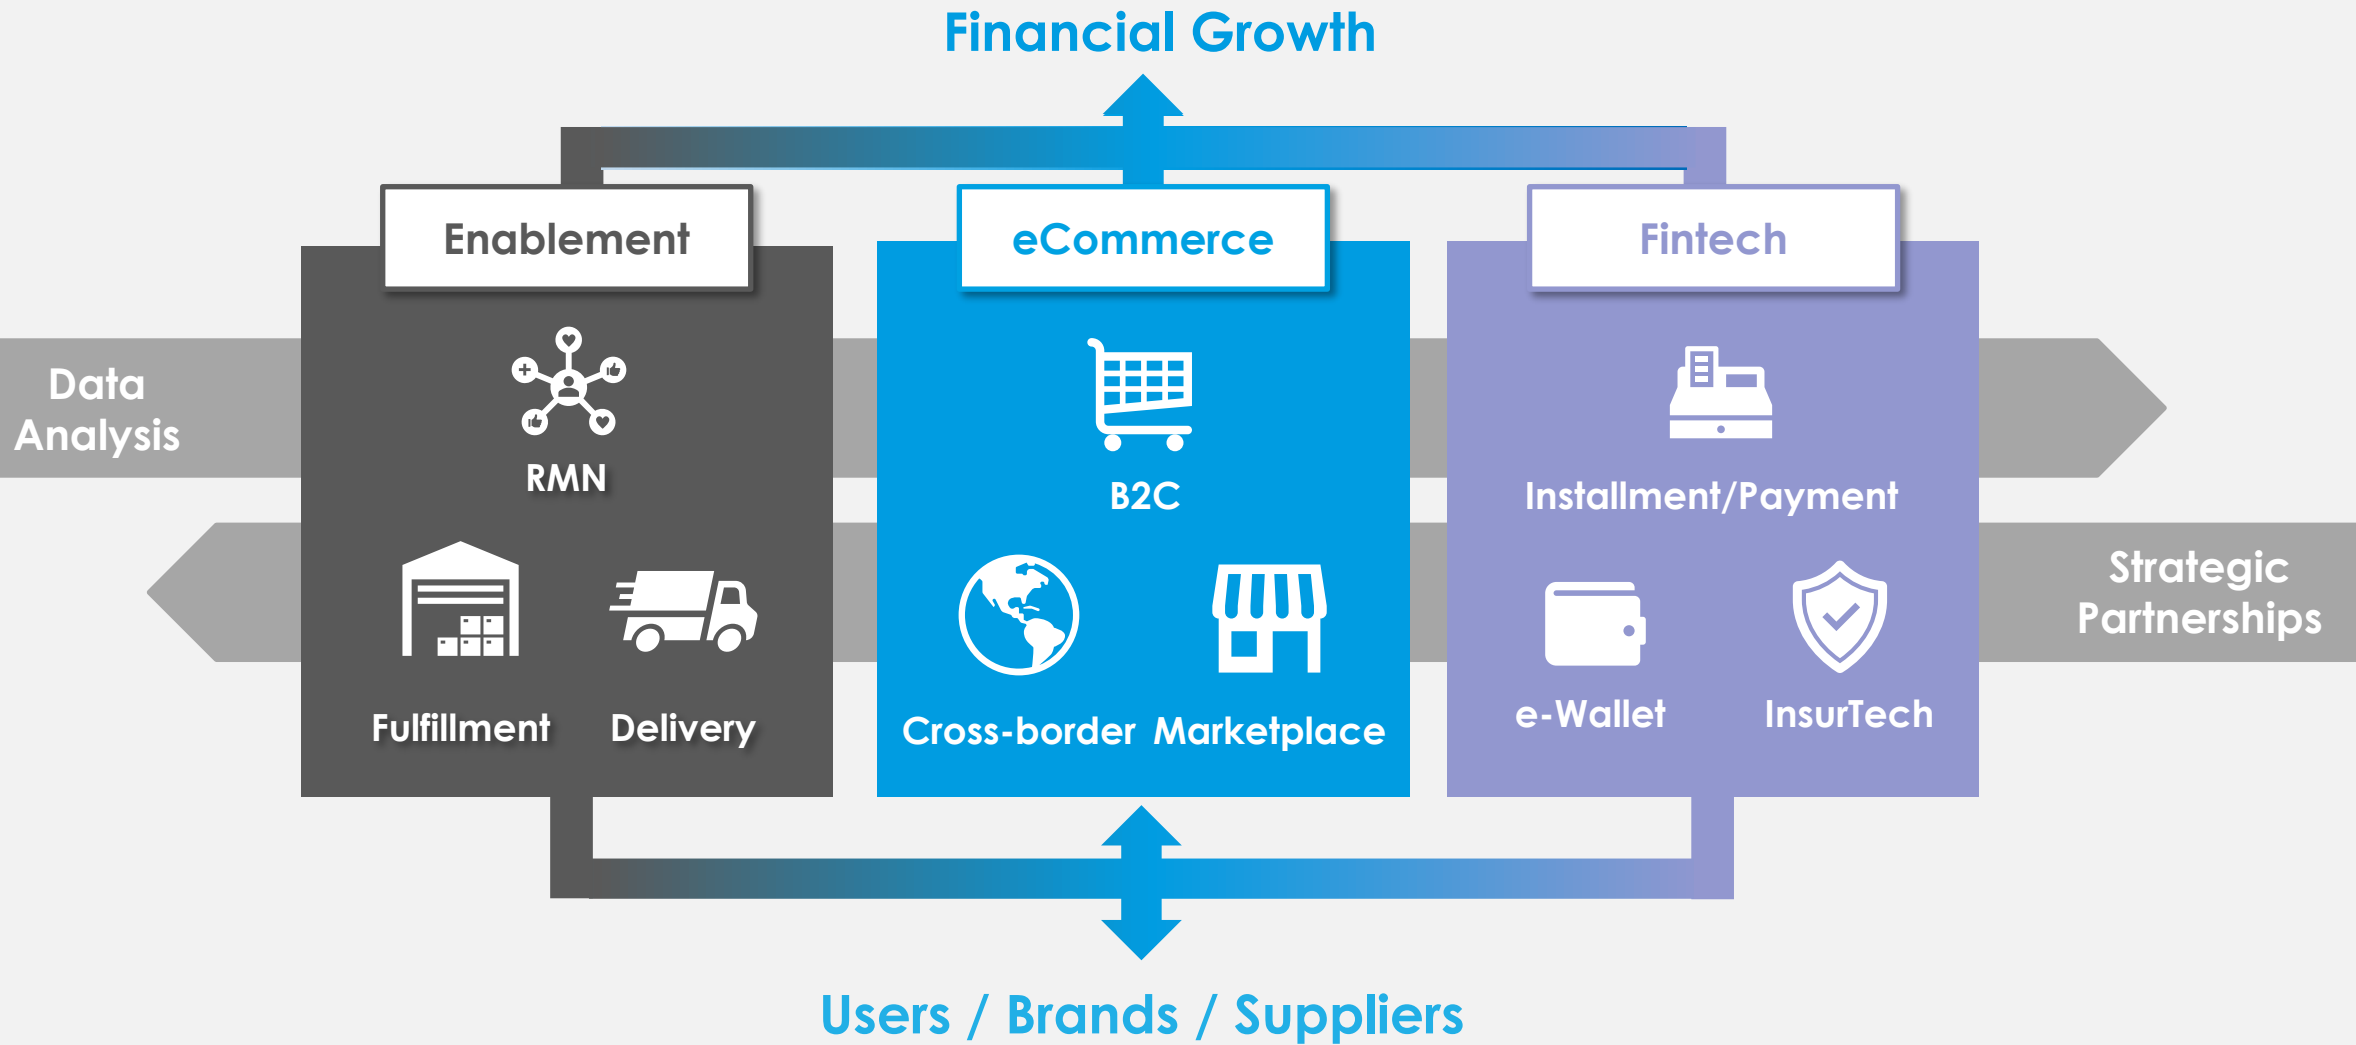 Financial Growth
Enablement
eCommerce
Fintech
Data
Analysis
RMN
B2C
Installment/Payment
Strategic
Partnerships
Fulfillment
Delivery
Cross-border
Marketplace
e-Wallet
InsurTech
Users / Brands / Suppliers